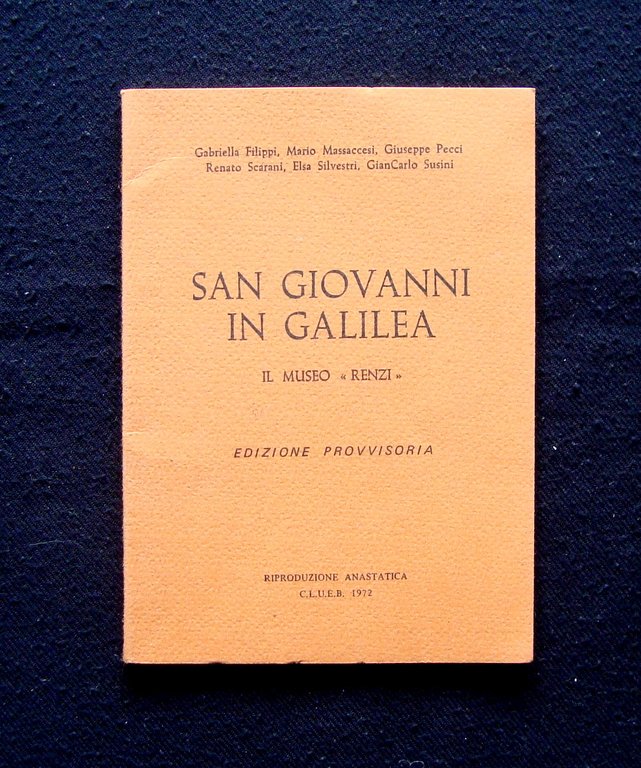 Gabriella Filippi, Mario Massaccesi, Giuseppe Pecci
Renato Scarani, Elsa Silvestri, GianCarlo Susini
SAN GIOVANNI
IN GALILEA
IL MUSEO « RENZI »
EDIZIONE PROVVISORIA
RIPRODUZIONE ANASTATICA
C.L.U.E.B. 1972